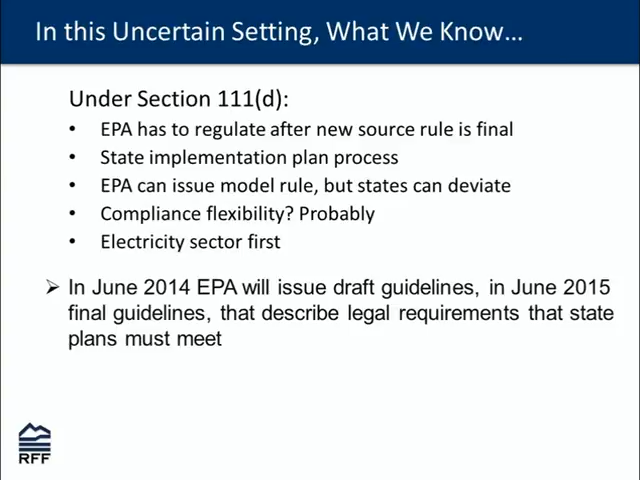 In this Uncertain Setting, What We Know…
Under Section 111(d):
• EPA has to regulate after new source rule is final
• State implementation plan process
• EPA can issue model rule, but states can deviate
• Compliance flexibility? Probably
• Electricity sector first
➢ In June 2014 EPA will issue draft guidelines, in June 2015
final guidelines, that describe legal requirements that state
plans must meet
RFF